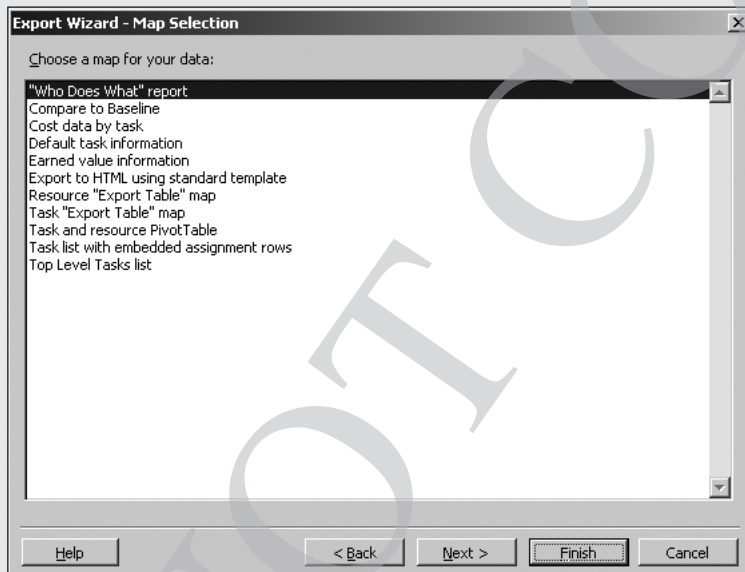 Export Wizard - Map Selection
Choose a map for your data:
"Who Does What" report
Compare to Baseline
Cost data by task
Default task information
Earned value information
Export to HTML using standard template
Resource "Export Table" map
Task "Export Table" map
Task and resource PivotTable
Task list with embedded assignment rows
Top Level Tasks list
Help
< Back
Next >
Finish
Cancel
OT C